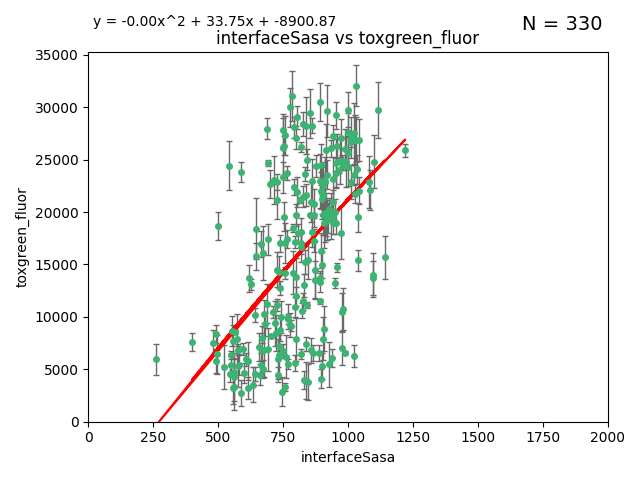 y = -0.00x^2 + 33.75x + -8900.87
N = 330
interfaceSasa vs toxgreen_fluor
35000
30000
25000
20000
15000
10000
5000
0
toxgreen_fluor
0 250 500 750 1000 1250 1500 1750 2000
interfaceSasa